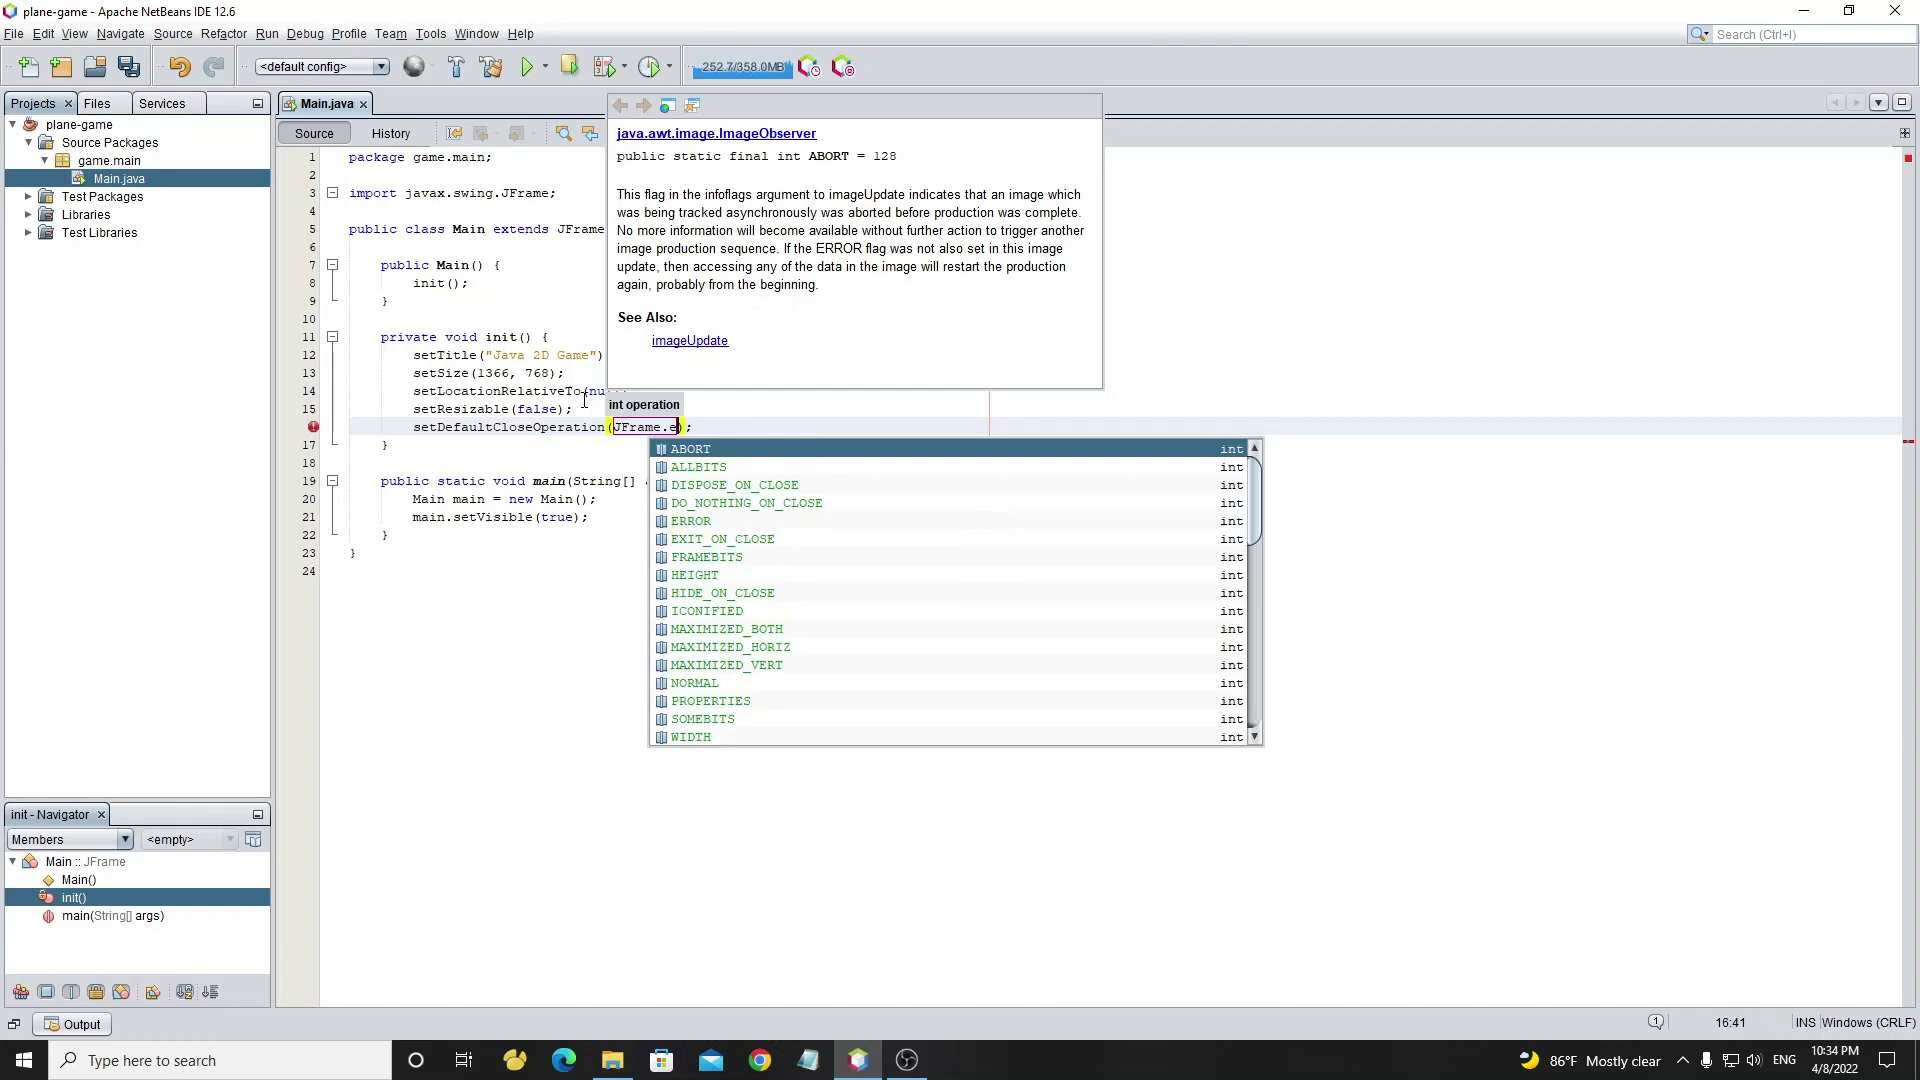 plane-game - Apache NetBeans IDE 12.6
File Edit View Navigate Source Refactor Run Debug Profile Team Tools Window Help
Search (Ctrl+I)
<default config>
252.7/358.0MB
Projects Files Services
Main.java
plane-game
Source Packages
game.main
Main.java
Test Packages
Libraries
Test Libraries
Source History
1 package game.main;
2
3 import javax.swing.JFrame;
4
5 public class Main extends JFrame
6
7 public Main() {
8 init();
9 }
10
11 private void init() {
12 setTitle("Java 2D Game")
13 setSize(1366, 768);
14 setLocationRelativeTo(nu
15 setResizable(false);
setDefaultCloseOperation(JFrame.e);
17 }
18
19 public static void main(String[]
20 Main main = new Main();
21 main.setVisible(true);
22 }
23 }
24
java.awt.image.ImageObserver
public static final int ABORT = 128
This flag in the infoflags argument to imageUpdate indicates that an image which
was being tracked asynchronously was aborted before production was complete.
No more information will become available without further action to trigger another
image production sequence. If the ERROR flag was not also set in this image
update, then accessing any of the data in the image will restart the production
again, probably from the beginning.
See Also:
imageUpdate
int operation
ABORT int
ALLBITS int
DISPOSE_ON_CLOSE int
DO_NOTHING_ON_CLOSE int
ERROR int
EXIT_ON_CLOSE int
FRAMEBITS int
HEIGHT int
HIDE_ON_CLOSE int
ICONIFIED int
MAXIMIZED_BOTH int
MAXIMIZED_HORIZ int
MAXIMIZED_VERT int
NORMAL int
PROPERTIES int
SOMEBITS int
WIDTH int
init - Navigator
Members <empty>
Main :: JFrame
Main()
init()
main(String[] args)
Output
1 16:41 INS Windows (CRLF)
Type here to search
86°F Mostly clear ENG
10:34 PM
4/8/2022